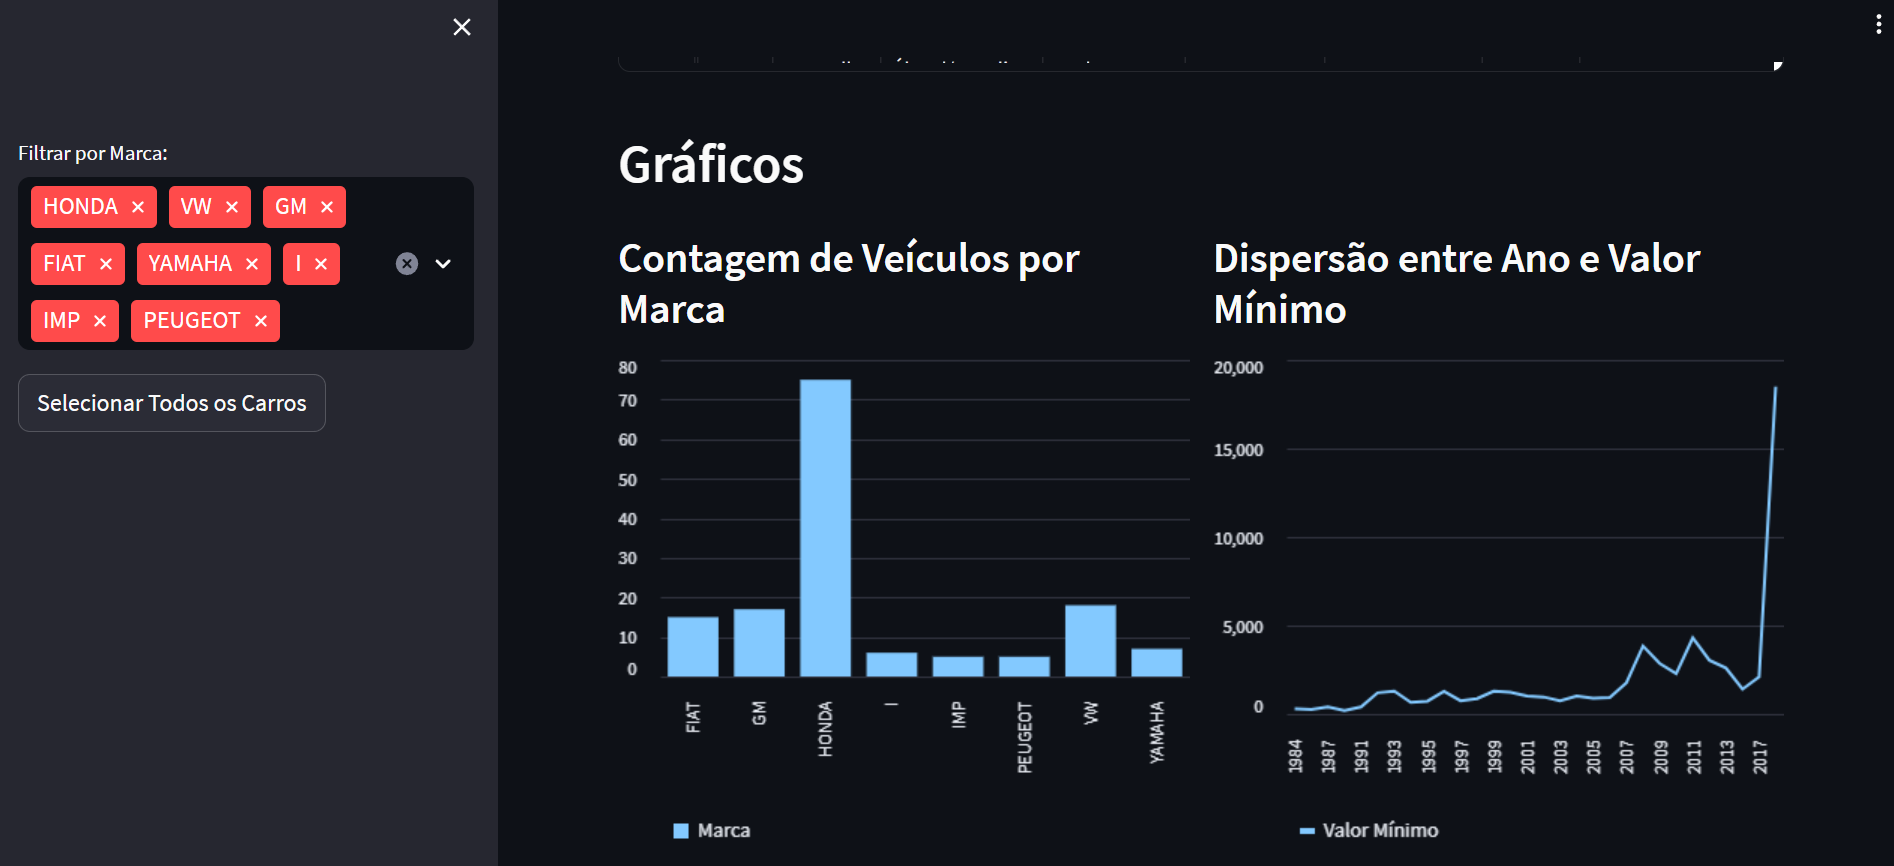 Filtrar por Marca:
HONDA
VW
GM
FIAT
YAMAHA
I
IMP
PEUGEOT
Selecionar Todos os Carros
Gráficos
Contagem de Veículos por
Marca
80
70
60
50
40
30
20
10
0
FIAT
GM
HONDA
I
IMP
PEUGEOT
VW
YAMAHA
Marca
Dispersão entre Ano e Valor
Mínimo
20,000
15,000
10,000
5,000
0
1984
1987
1991
1993
1995
1997
1999
2001
2003
2005
2007
2009
2011
2013
2017
Valor Mínimo